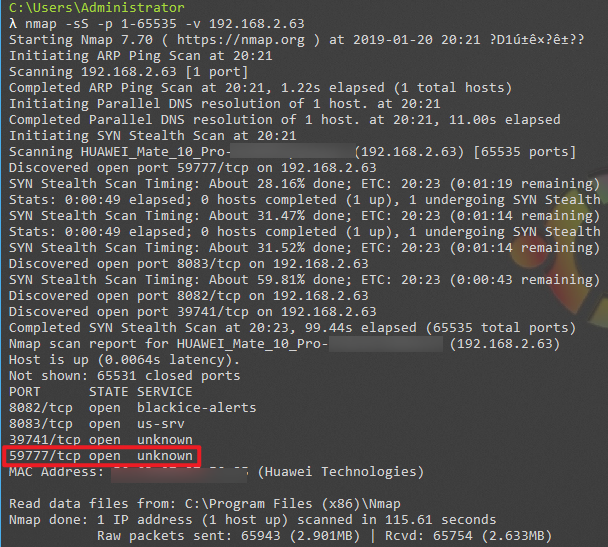 C:\Users\Administrator
λ nmap -sS -p 1-65535 -v 192.168.2.63
Starting Nmap 7.70 ( https://nmap.org ) at 2019-01-20 20:21 ?D1ú±ê×?ê±??
Initiating ARP Ping Scan at 20:21
Scanning 192.168.2.63 [1 port]
Completed ARP Ping Scan at 20:21, 1.22s elapsed (1 total hosts)
Initiating Parallel DNS resolution of 1 host. at 20:21
Completed Parallel DNS resolution of 1 host. at 20:21, 11.00s elapsed
Initiating SYN Stealth Scan at 20:21
Scanning HUAWEI_Mate_10_Pro- (192.168.2.63) [65535 ports]
Discovered open port 59777/tcp on 192.168.2.63
SYN Stealth Scan Timing: About 28.16% done; ETC: 20:23 (0:01:19 remaining)
Stats: 0:00:49 elapsed; 0 hosts completed (1 up), 1 undergoing SYN Stealth
SYN Stealth Scan Timing: About 31.47% done; ETC: 20:23 (0:01:14 remaining)
Stats: 0:00:49 elapsed; 0 hosts completed (1 up), 1 undergoing SYN Stealth
SYN Stealth Scan Timing: About 31.52% done; ETC: 20:23 (0:01:14 remaining)
Discovered open port 8083/tcp on 192.168.2.63
SYN Stealth Scan Timing: About 59.81% done; ETC: 20:23 (0:00:43 remaining)
Discovered open port 8082/tcp on 192.168.2.63
Discovered open port 39741/tcp on 192.168.2.63
Completed SYN Stealth Scan at 20:23, 99.44s elapsed (65535 total ports)
Nmap scan report for HUAWEI_Mate_10_Pro- (192.168.2.63)
Host is up (0.0064s latency).
Not shown: 65531 closed ports
PORT STATE SERVICE
8082/tcp open blackice-alerts
8083/tcp open us-srv
39741/tcp open unknown
59777/tcp open unknown
MAC Address: (Huawei Technologies)
Read data files from: C:\Program Files (x86)\Nmap
Nmap done: 1 IP address (1 host up) scanned in 115.61 seconds
Raw packets sent: 65943 (2.901MB) | Rcvd: 65754 (2.633MB)